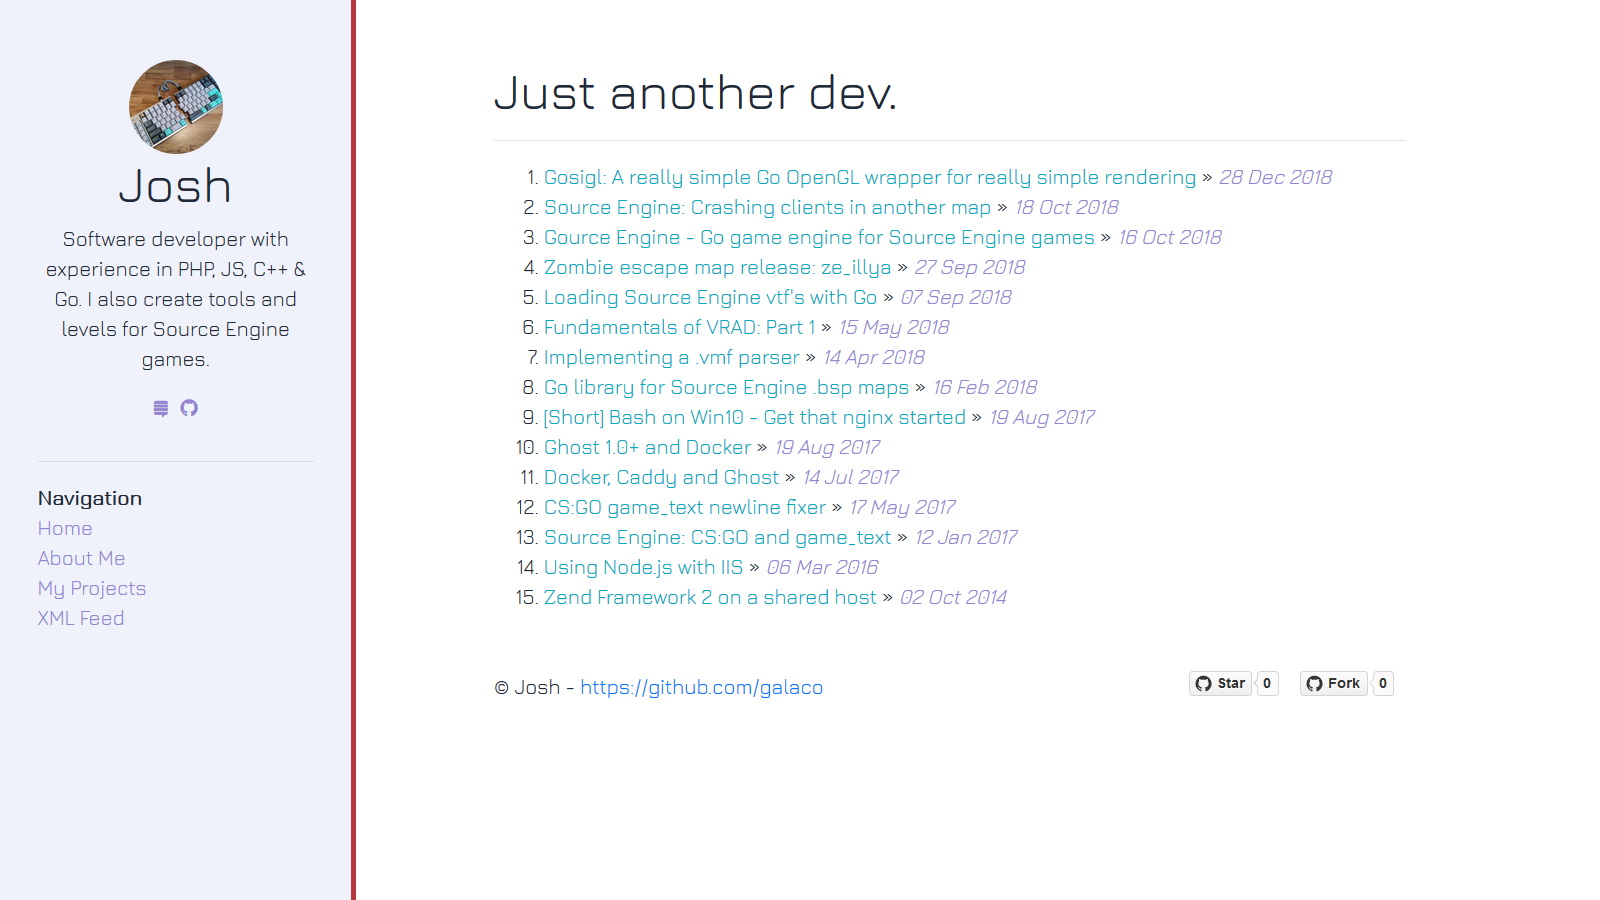 Josh
Software developer with
experience in PHP, JS, C++ &
Go. I also create tools and
levels for Source Engine
games.
Navigation
Home
About Me
My Projects
XML Feed
Just another dev.
1. Gosigl: A really simple Go OpenGL wrapper for really simple rendering » 28 Dec 2018
2. Source Engine: Crashing clients in another map » 18 Oct 2018
3. Gource Engine - Go game engine for Source Engine games » 16 Oct 2018
4. Zombie escape map release: ze_illya » 27 Sep 2018
5. Loading Source Engine vtf's with Go » 07 Sep 2018
6. Fundamentals of VRAD: Part 1 » 15 May 2018
7. Implementing a .vmf parser » 14 Apr 2018
8. Go library for Source Engine .bsp maps » 16 Feb 2018
9. [Short] Bash on Win10 - Get that nginx started » 19 Aug 2017
10. Ghost 1.0+ and Docker » 19 Aug 2017
11. Docker, Caddy and Ghost » 14 Jul 2017
12. CS:GO game_text newline fixer » 17 May 2017
13. Source Engine: CS:GO and game_text » 12 Jan 2017
14. Using Node.js with IIS » 06 Mar 2016
15. Zend Framework 2 on a shared host » 02 Oct 2014
© Josh - https://github.com/galaco
Star 0 Fork 0